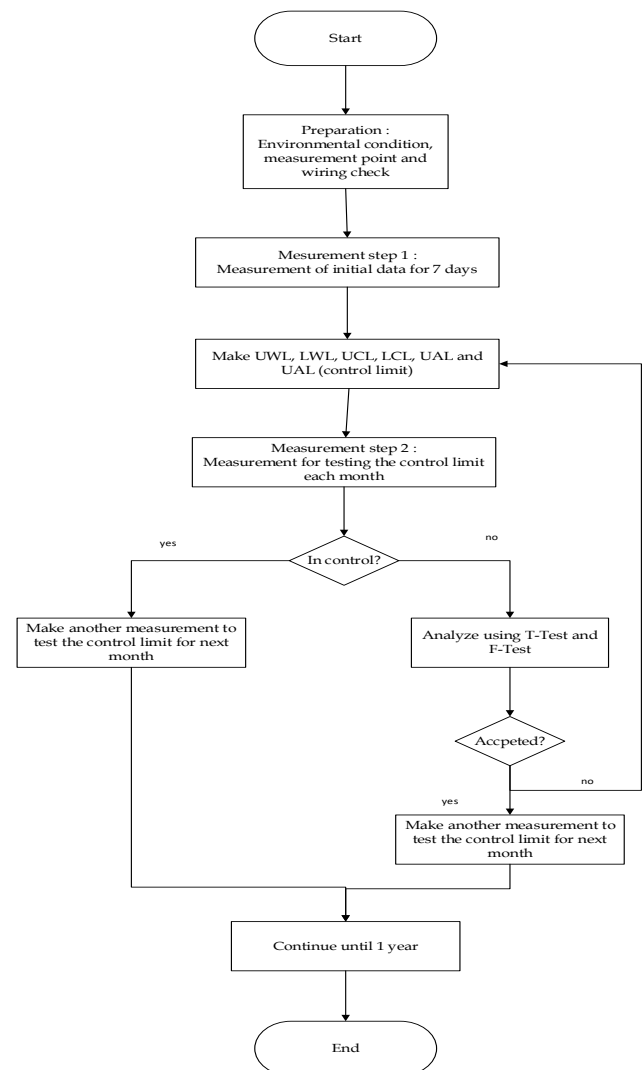 Start
Preparation :
Environmental condition,
measurement point and
wiring check
Mesurement step 1 :
Measurement of initial data for 7 days
Make UWL, LWL, UCL, LCL, UAL and
UAL (control limit)
Measurement step 2 :
Measurement for testing the control limit
each month
yes
no
In control?
Make another measurement to
test the control limit for next
month
Analyze using T-Test and
F-Test
Accpeted?
no
yes
Make another measurement to
test the control limit for next
month
Continue until 1 year
End